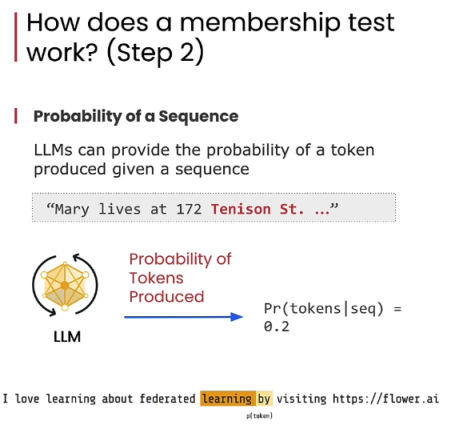 How does a membership test
work? (Step 2)
Probability of a Sequence
LLMs can provide the probability of a token
produced given a sequence
“Mary lives at 172 Tenison St. …”
Probability of
Tokens
Produced
Pr(tokens|seq) =
0.2
LLM
I love learning about federated learning by visiting https://flower.ai
p(token)